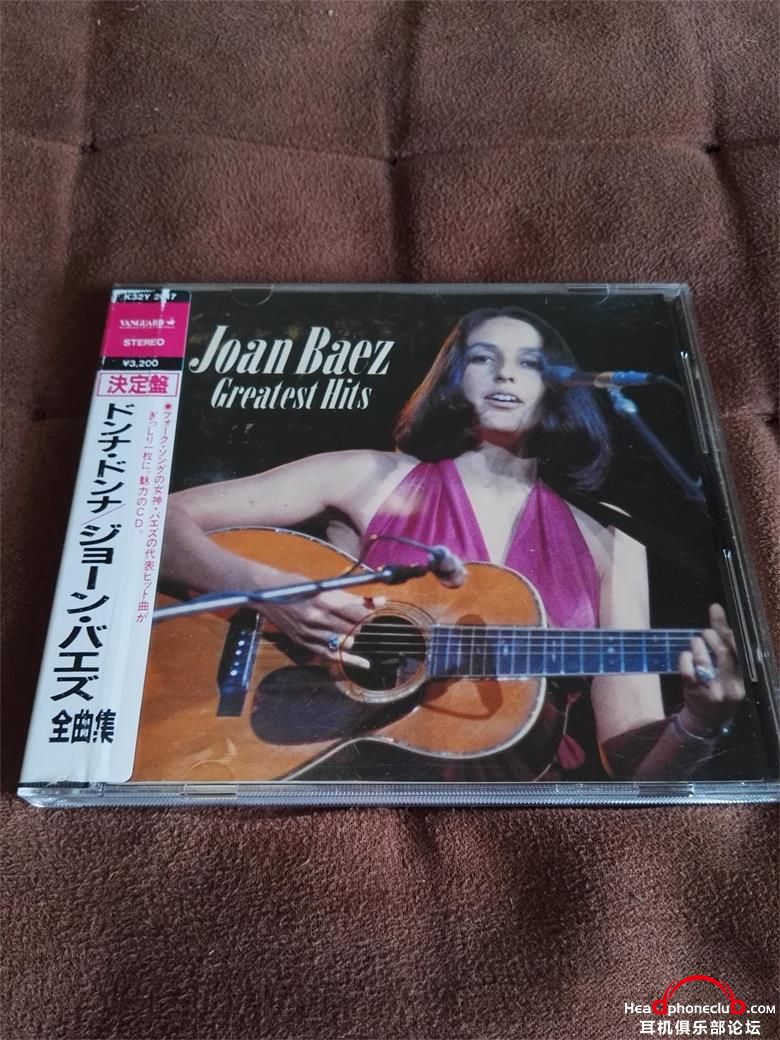 VANGUARD
STEREO
¥3,200
決定盤
ドンナ・ドンナ/ジョーン・バエズ
全曲集
●フォーク・ソングの女神・バエズの代表ヒット曲が
ぎっしり一枚に。魅力のCD。
Joan Baez
Greatest Hits
Headphoneclub.com
耳机俱乐部论坛